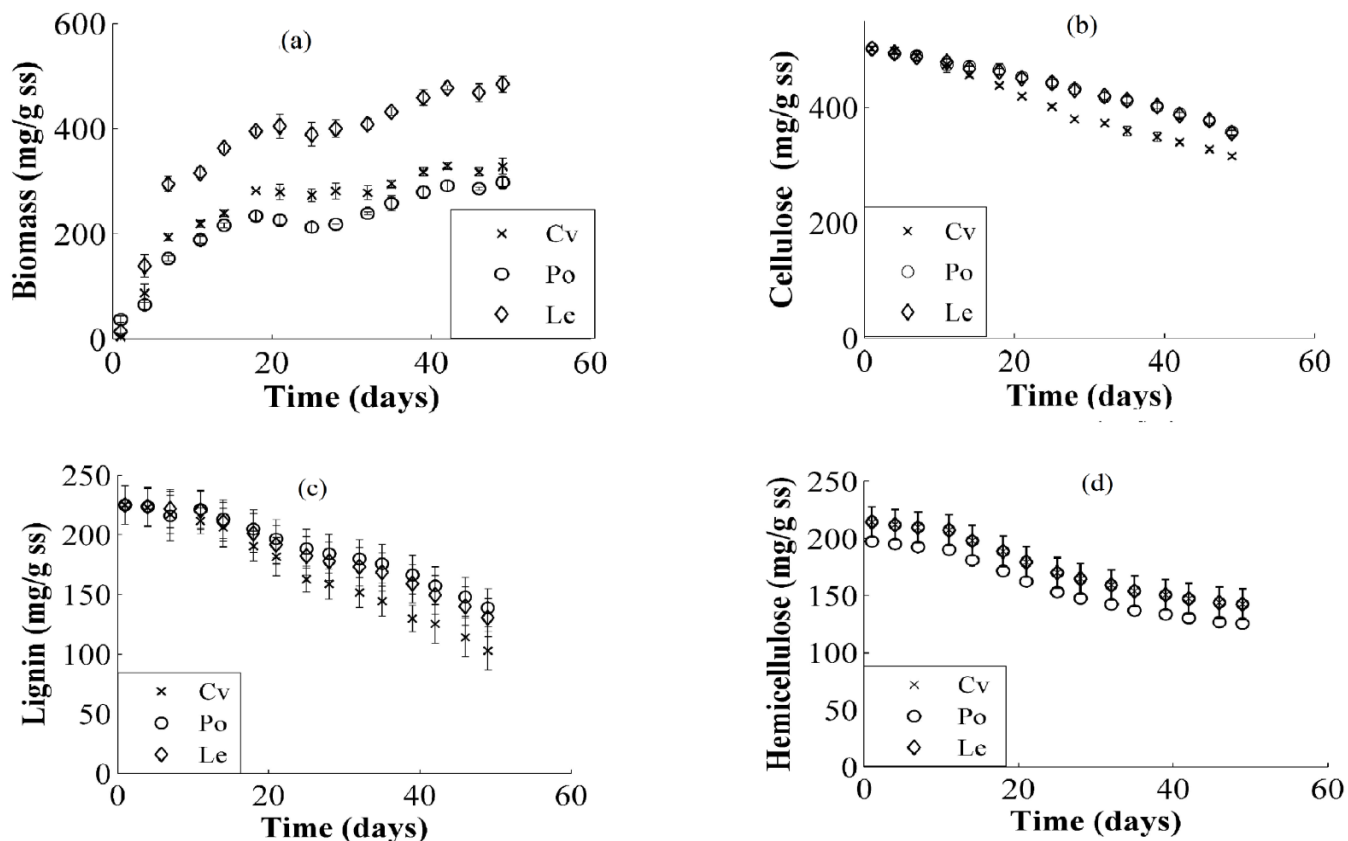 (a)
Biomass (mg/g ss)
600
400
200
0
0 20 40 60
Time (days)
Cv
Po
Le
(b)
Cellulose (mg/g ss)
400
200
0
0 20 40 60
Time (days)
Cv
Po
Le
(c)
Lignin (mg/g ss)
250
200
150
100
50
0
0 20 40 60
Time (days)
Cv
Po
Le
(d)
Hemicellulose (mg/g ss)
250
200
150
100
50
0
0 20 40 60
Time (days)
Cv
Po
Le